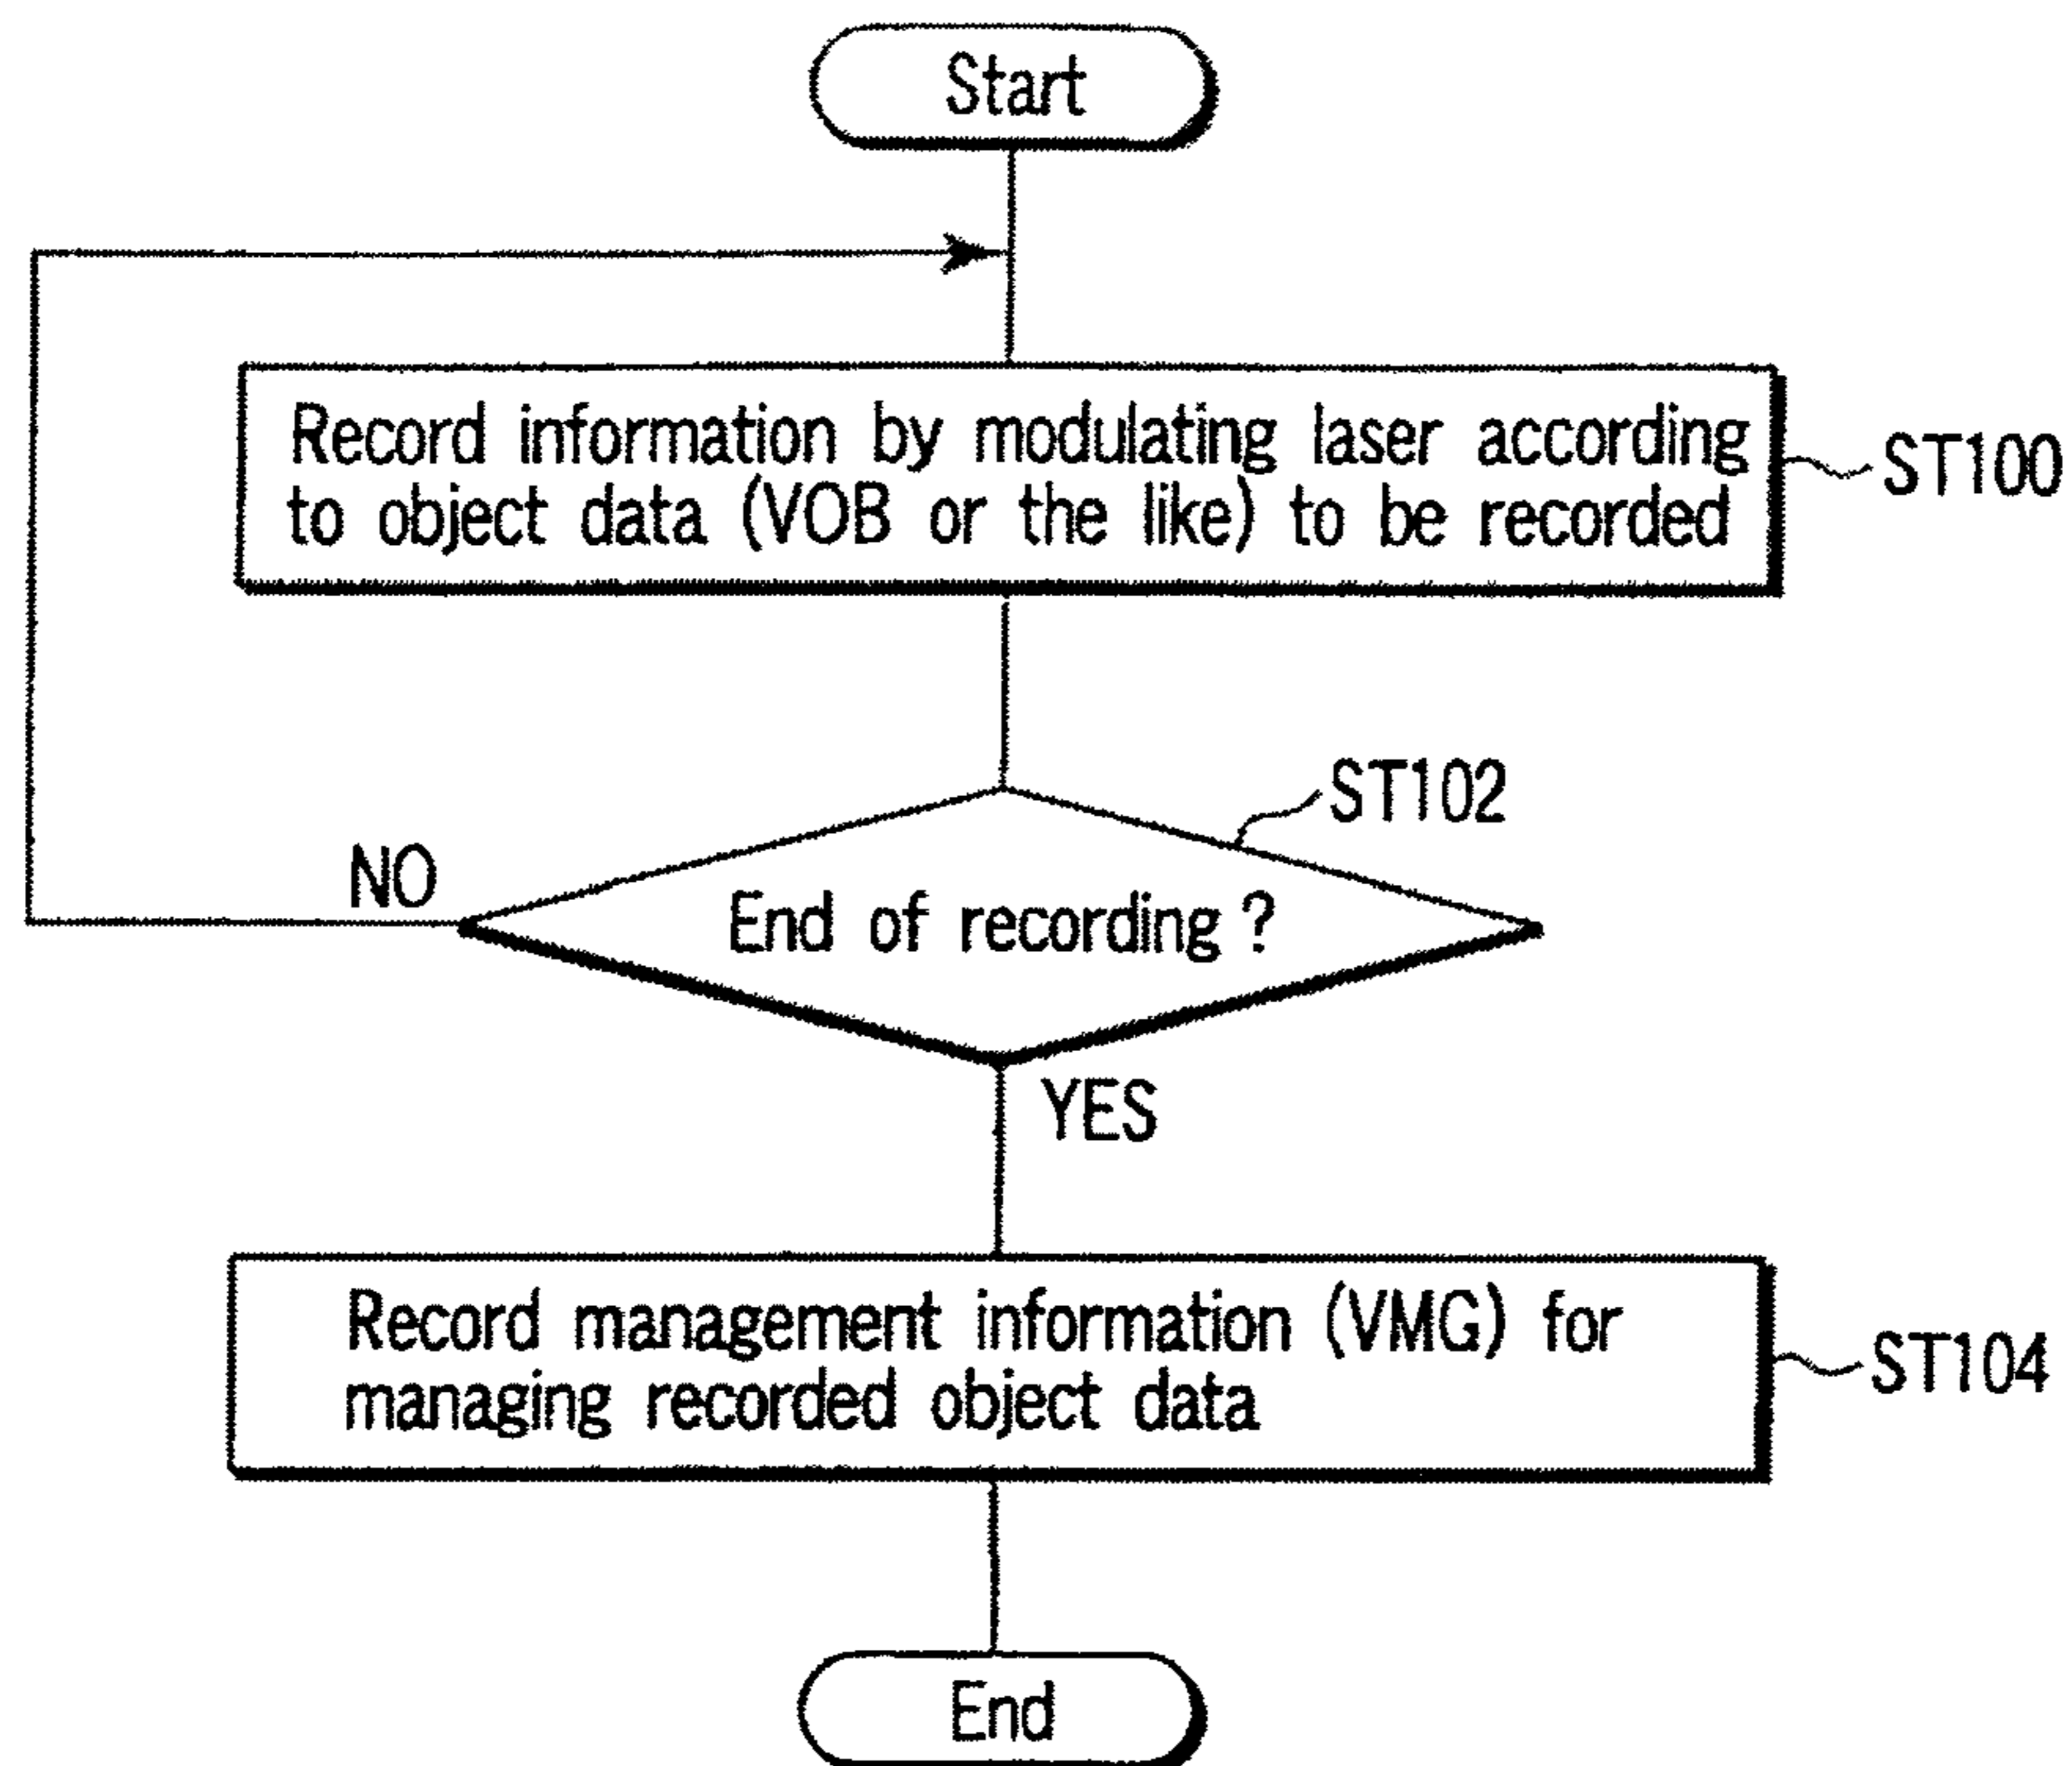 Start
Record information by modulating laser according
to object data (VOB or the like) to be recorded
ST100
ST102
NO
End of recording ?
YES
Record management information (VMG) for
managing recorded object data
ST104
End